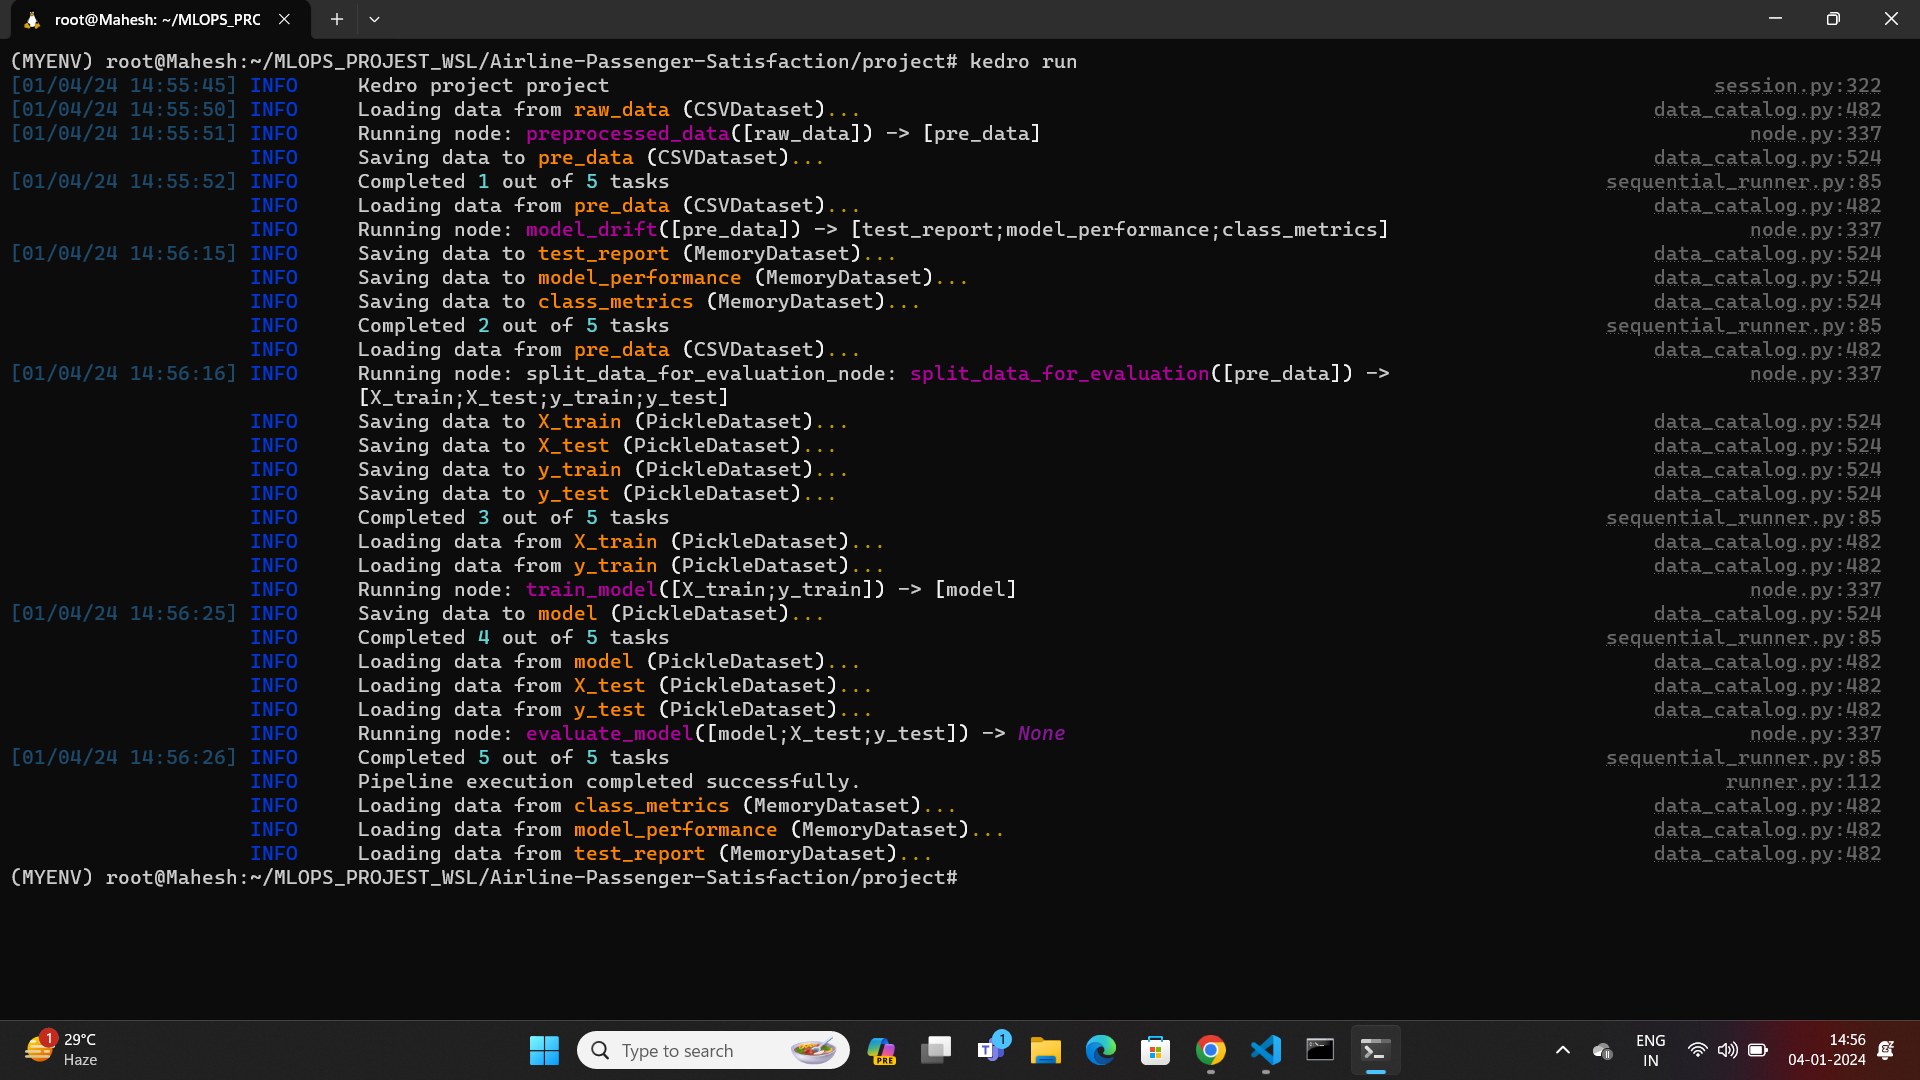 root@Mahesh: ~/MLOPS_PRC
(MYENV) root@Mahesh:~/MLOPS_PROJEST_WSL/Airline-Passenger-Satisfaction/project# kedro run
[01/04/24 14:55:45] INFO Kedro project project session.py:322
[01/04/24 14:55:50] INFO Loading data from raw_data (CSVDataset)... data_catalog.py:482
[01/04/24 14:55:51] INFO Running node: preprocessed_data([raw_data]) -> [pre_data] node.py:337
INFO Saving data to pre_data (CSVDataset)... data_catalog.py:524
[01/04/24 14:55:52] INFO Completed 1 out of 5 tasks sequential_runner.py:85
INFO Loading data from pre_data (CSVDataset)... data_catalog.py:482
INFO Running node: model_drift([pre_data]) -> [test_report;model_performance;class_metrics] node.py:337
[01/04/24 14:56:15] INFO Saving data to test_report (MemoryDataset)... data_catalog.py:524
INFO Saving data to model_performance (MemoryDataset)... data_catalog.py:524
INFO Saving data to class_metrics (MemoryDataset)... data_catalog.py:524
INFO Completed 2 out of 5 tasks sequential_runner.py:85
INFO Loading data from pre_data (CSVDataset)... data_catalog.py:482
[01/04/24 14:56:16] INFO Running node: split_data_for_evaluation_node: split_data_for_evaluation([pre_data]) -> node.py:337
[X_train;X_test;y_train;y_test]
INFO Saving data to X_train (PickleDataset)... data_catalog.py:524
INFO Saving data to X_test (PickleDataset)... data_catalog.py:524
INFO Saving data to y_train (PickleDataset)... data_catalog.py:524
INFO Saving data to y_test (PickleDataset)... data_catalog.py:524
INFO Completed 3 out of 5 tasks sequential_runner.py:85
INFO Loading data from X_train (PickleDataset)... data_catalog.py:482
INFO Loading data from y_train (PickleDataset)... data_catalog.py:482
INFO Running node: train_model([X_train;y_train]) -> [model] node.py:337
[01/04/24 14:56:25] INFO Saving data to model (PickleDataset)... data_catalog.py:524
INFO Completed 4 out of 5 tasks sequential_runner.py:85
INFO Loading data from model (PickleDataset)... data_catalog.py:482
INFO Loading data from X_test (PickleDataset)... data_catalog.py:482
INFO Loading data from y_test (PickleDataset)... data_catalog.py:482
INFO Running node: evaluate_model([model;X_test;y_test]) -> None node.py:337
[01/04/24 14:56:26] INFO Completed 5 out of 5 tasks sequential_runner.py:85
INFO Pipeline execution completed successfully. runner.py:112
INFO Loading data from class_metrics (MemoryDataset)... data_catalog.py:482
INFO Loading data from model_performance (MemoryDataset)... data_catalog.py:482
INFO Loading data from test_report (MemoryDataset)... data_catalog.py:482
(MYENV) root@Mahesh:~/MLOPS_PROJEST_WSL/Airline-Passenger-Satisfaction/project#
1 29°C
Haze
Type to search
PRE
T 1
ENG
IN
14:56
04-01-2024